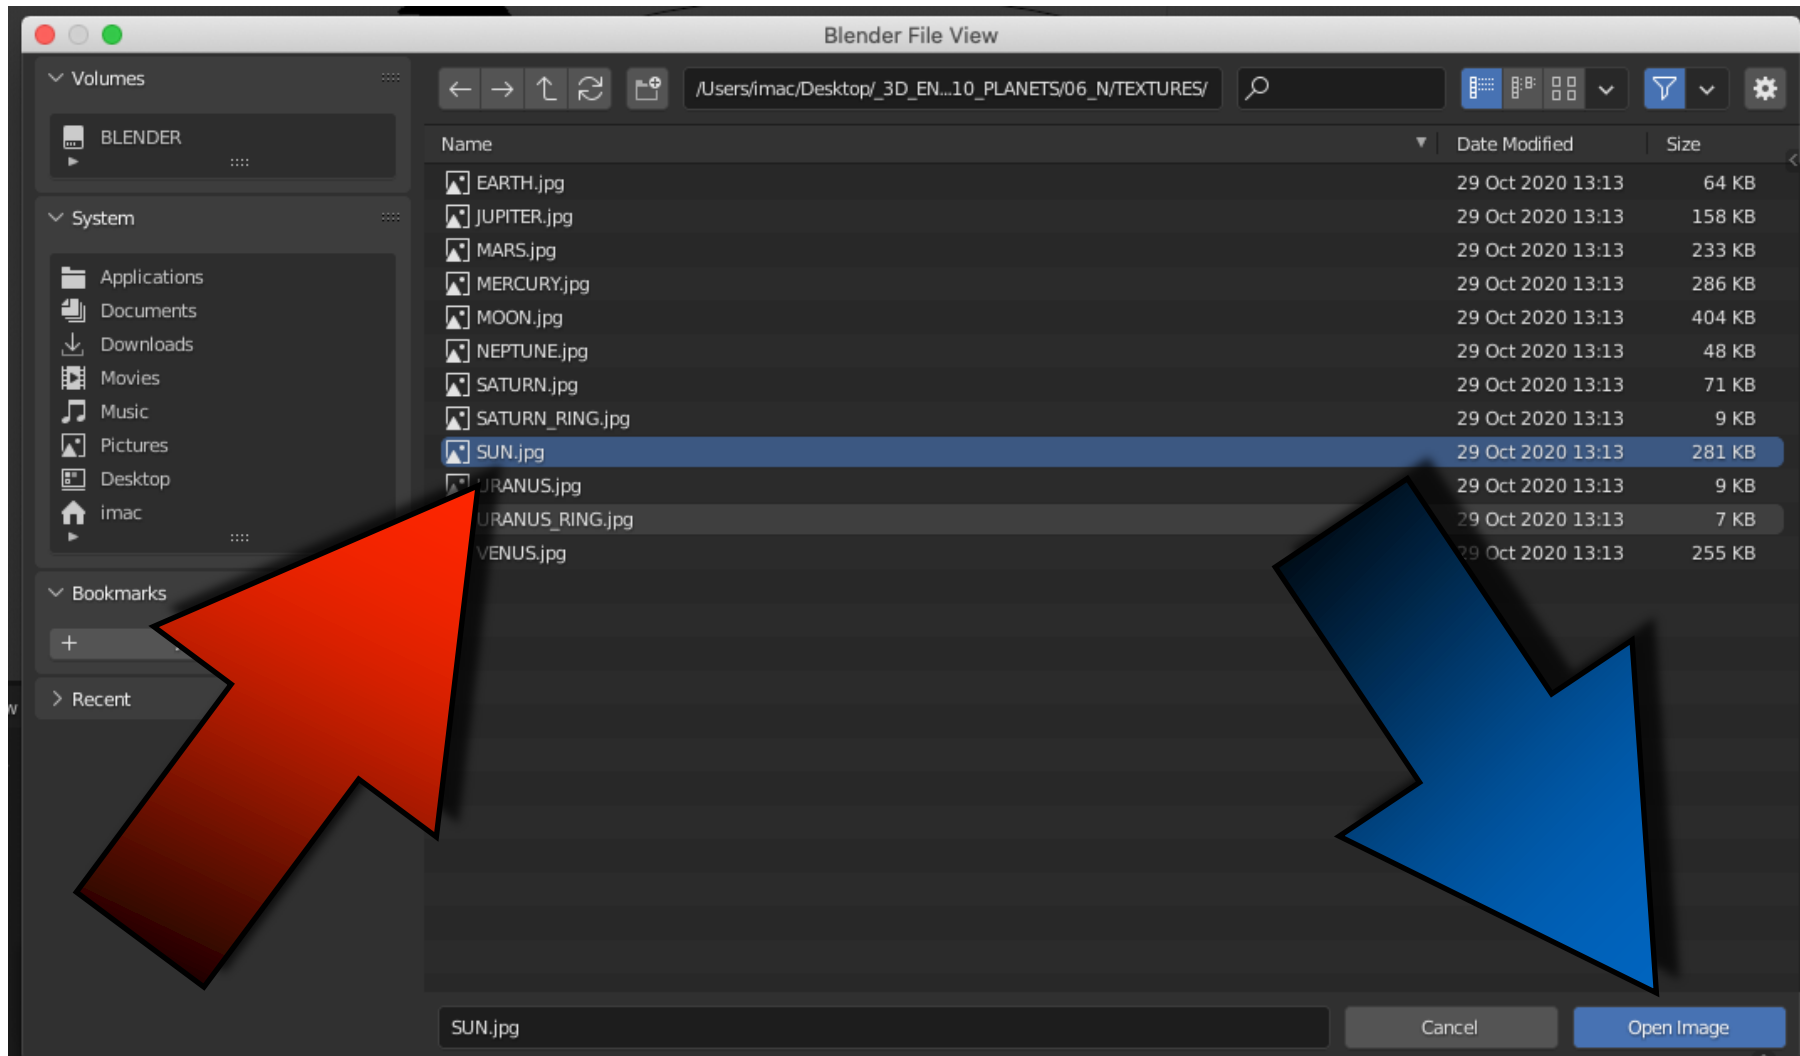 Blender File View
Volumes
BLENDER
System
Applications
Documents
Downloads
Movies
Music
Pictures
Desktop
imac
Bookmarks
Recent
/Users/imac/Desktop/_3D_EN...10_PLANETS/06_N/TEXTURES/
Name Date Modified Size
EARTH.jpg 29 Oct 2020 13:13 64 KB
JUPITER.jpg 29 Oct 2020 13:13 158 KB
MARS.jpg 29 Oct 2020 13:13 233 KB
MERCURY.jpg 29 Oct 2020 13:13 286 KB
MOON.jpg 29 Oct 2020 13:13 404 KB
NEPTUNE.jpg 29 Oct 2020 13:13 48 KB
SATURN.jpg 29 Oct 2020 13:13 71 KB
SATURN_RING.jpg 29 Oct 2020 13:13 9 KB
SUN.jpg 29 Oct 2020 13:13 281 KB
URANUS.jpg 29 Oct 2020 13:13 9 KB
URANUS_RING.jpg 29 Oct 2020 13:13 7 KB
VENUS.jpg 29 Oct 2020 13:13 255 KB
SUN.jpg
Cancel
Open Image